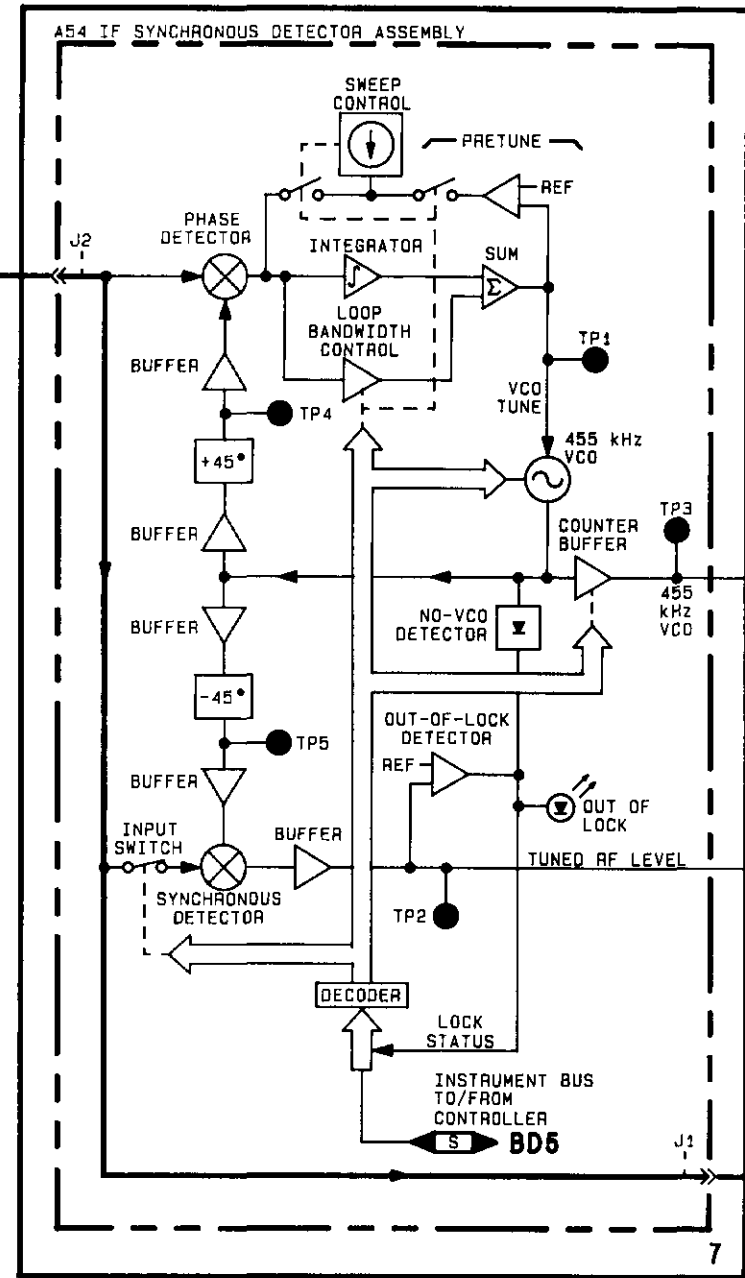 A54 IF SYNCHRONOUS DETECTOR ASSEMBLY
SWEEP
CONTROL
PRETUNE
REF
J2
PHASE
DETECTOR
INTEGRATOR
∫
SUM
Σ
LOOP
BANDWIDTH
CONTROL
TP1
BUFFER
VCO
TUNE
TP4
+45°
455 kHz
VCO
TP3
BUFFER
COUNTER
BUFFER
BUFFER
NO-VCO
DETECTOR
455
kHz
VCO
-45°
OUT-OF-LOCK
DETECTOR
TP5
REF
BUFFER
OUT OF
LOCK
INPUT
SWITCH
BUFFER
TUNED RF LEVEL
SYNCHRONOUS
DETECTOR
TP2
DECODER
LOCK
STATUS
INSTRUMENT BUS
TO/FROM
CONTROLLER
S BD5
J1
7